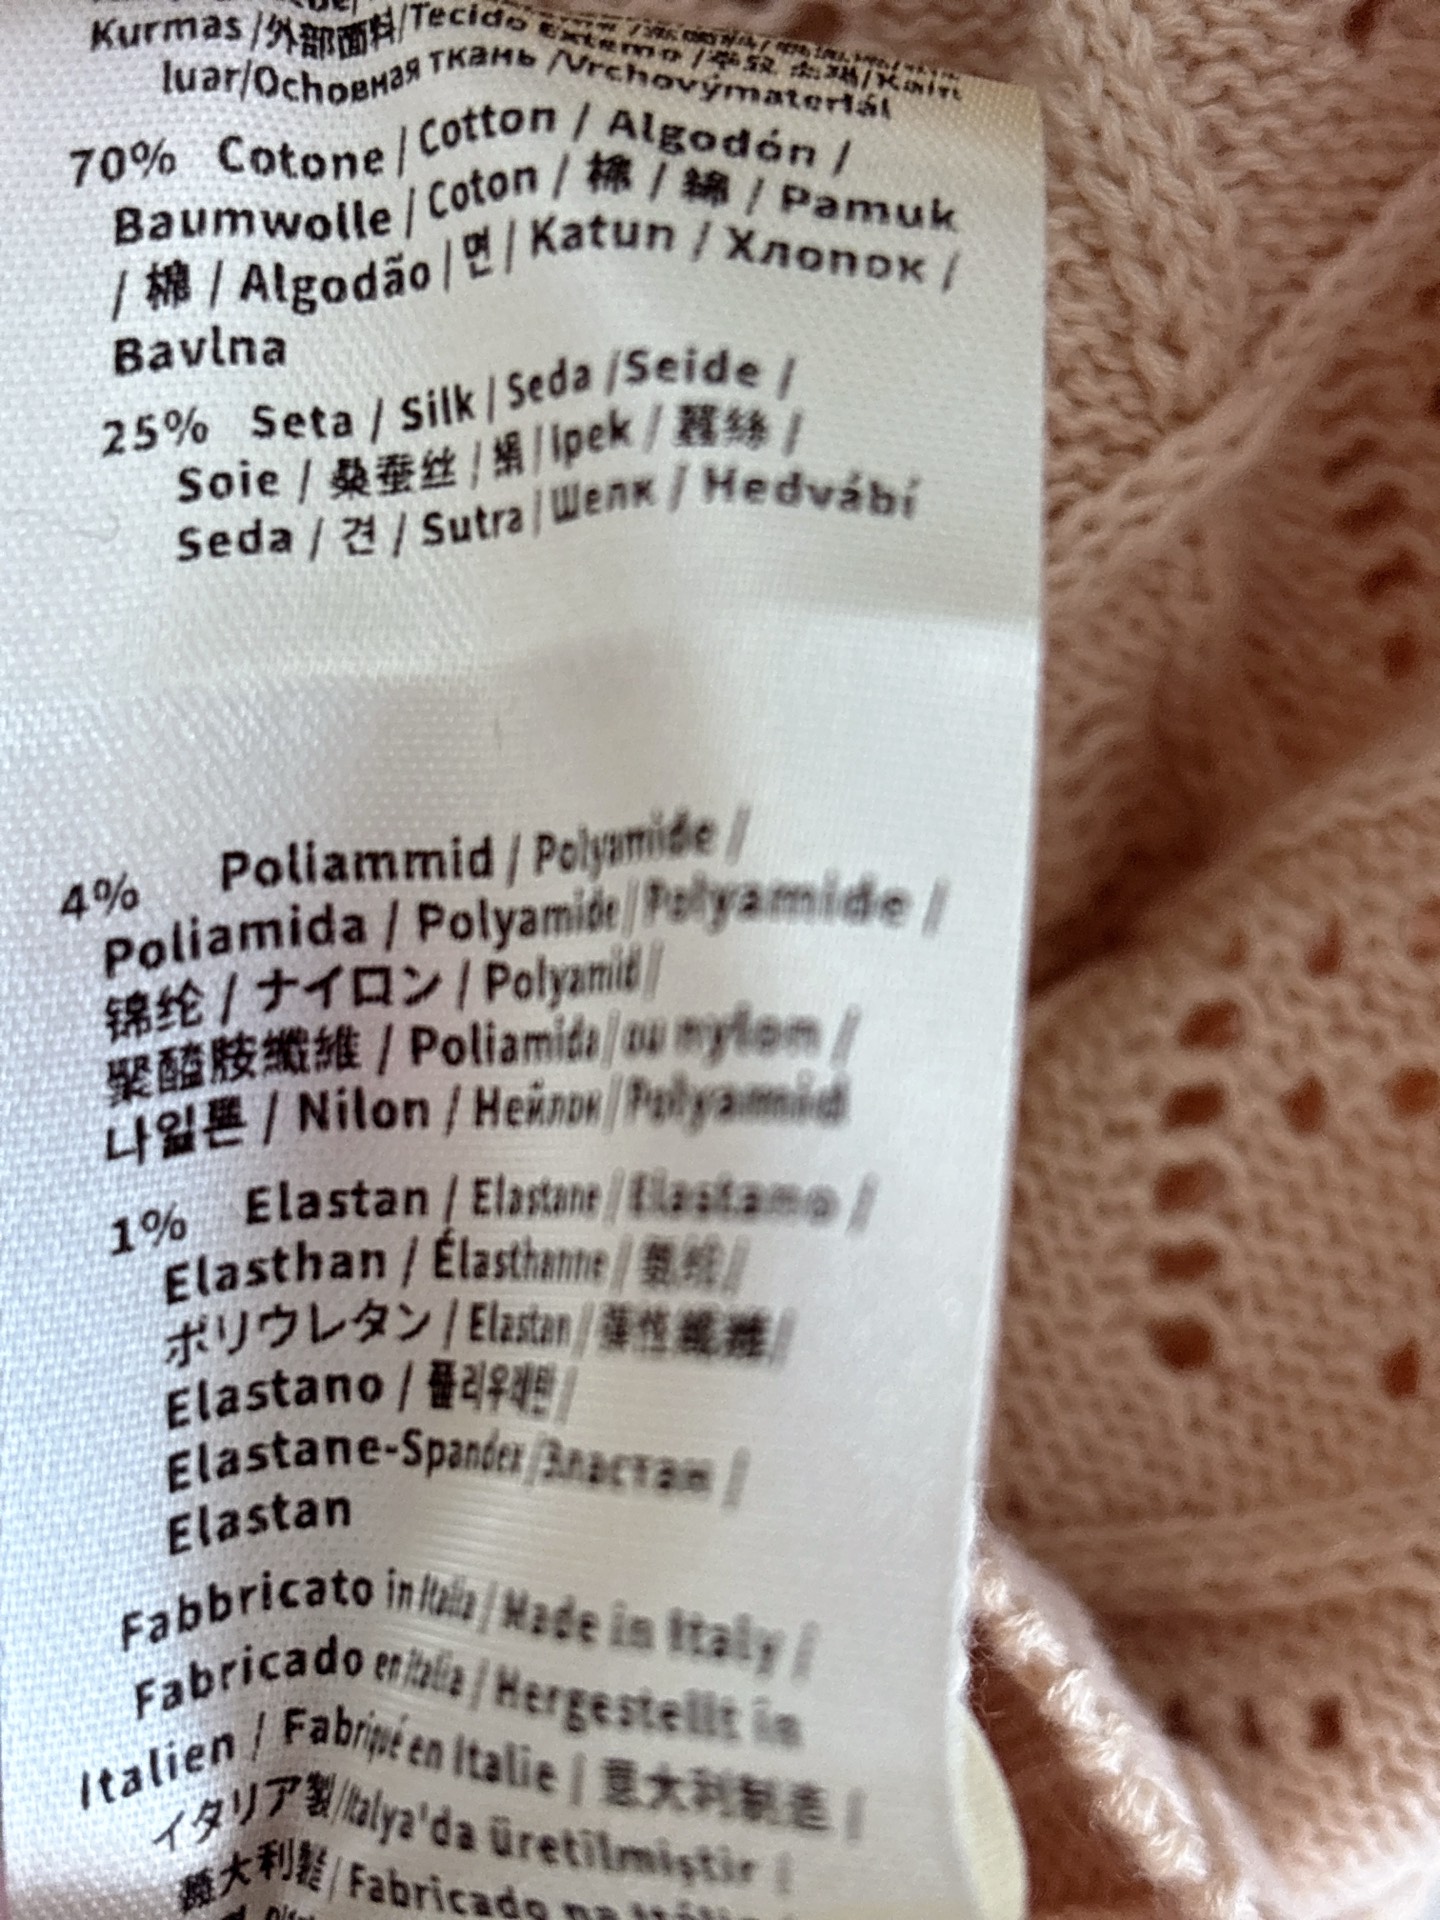 Kurmas /外部面料/Tecido Externo /
luar/Основная ткань /Vrchovýmateriál
70% Cotone / Cotton / Algodón /
Baumwolle / Coton / 棉 / 綿 / Pamuk
/ 棉 / Algodão / 면 / Katun / Хлопок /
Bavlna
25% Seta / Silk / Seda /Seide /
Soie / 桑蚕丝 / 絹 / Ipek / 蠶絲 /
Seda / 견 / Sutra / Шелк / Hedvábí
4% Poliammid / Polyamide /
Poliamida / Polyamide / Polyamide /
锦纶 / ナイロン / Polyamid /
聚醯胺纖維 / Poliamida / ou nylon /
나일론 / Nilon / Нейлон / Polyamid
1% Elastan / Elastane / Elastano /
Elasthan / Élasthanne / 氨纶 /
ポリウレタン / Elastan / 彈性纖維 /
Elastano / 폴리우레탄 /
Elastane-Spandex /Эластан /
Elastan
Fabbricato in Italia / Made in Italy /
Fabricado en Italia / Hergestellt in
Italien / Fabriqué en Italie / 意大利制造 /
イタリア製/Italya'da üretilmiştir /
義大利製/ Fabricado na Itália